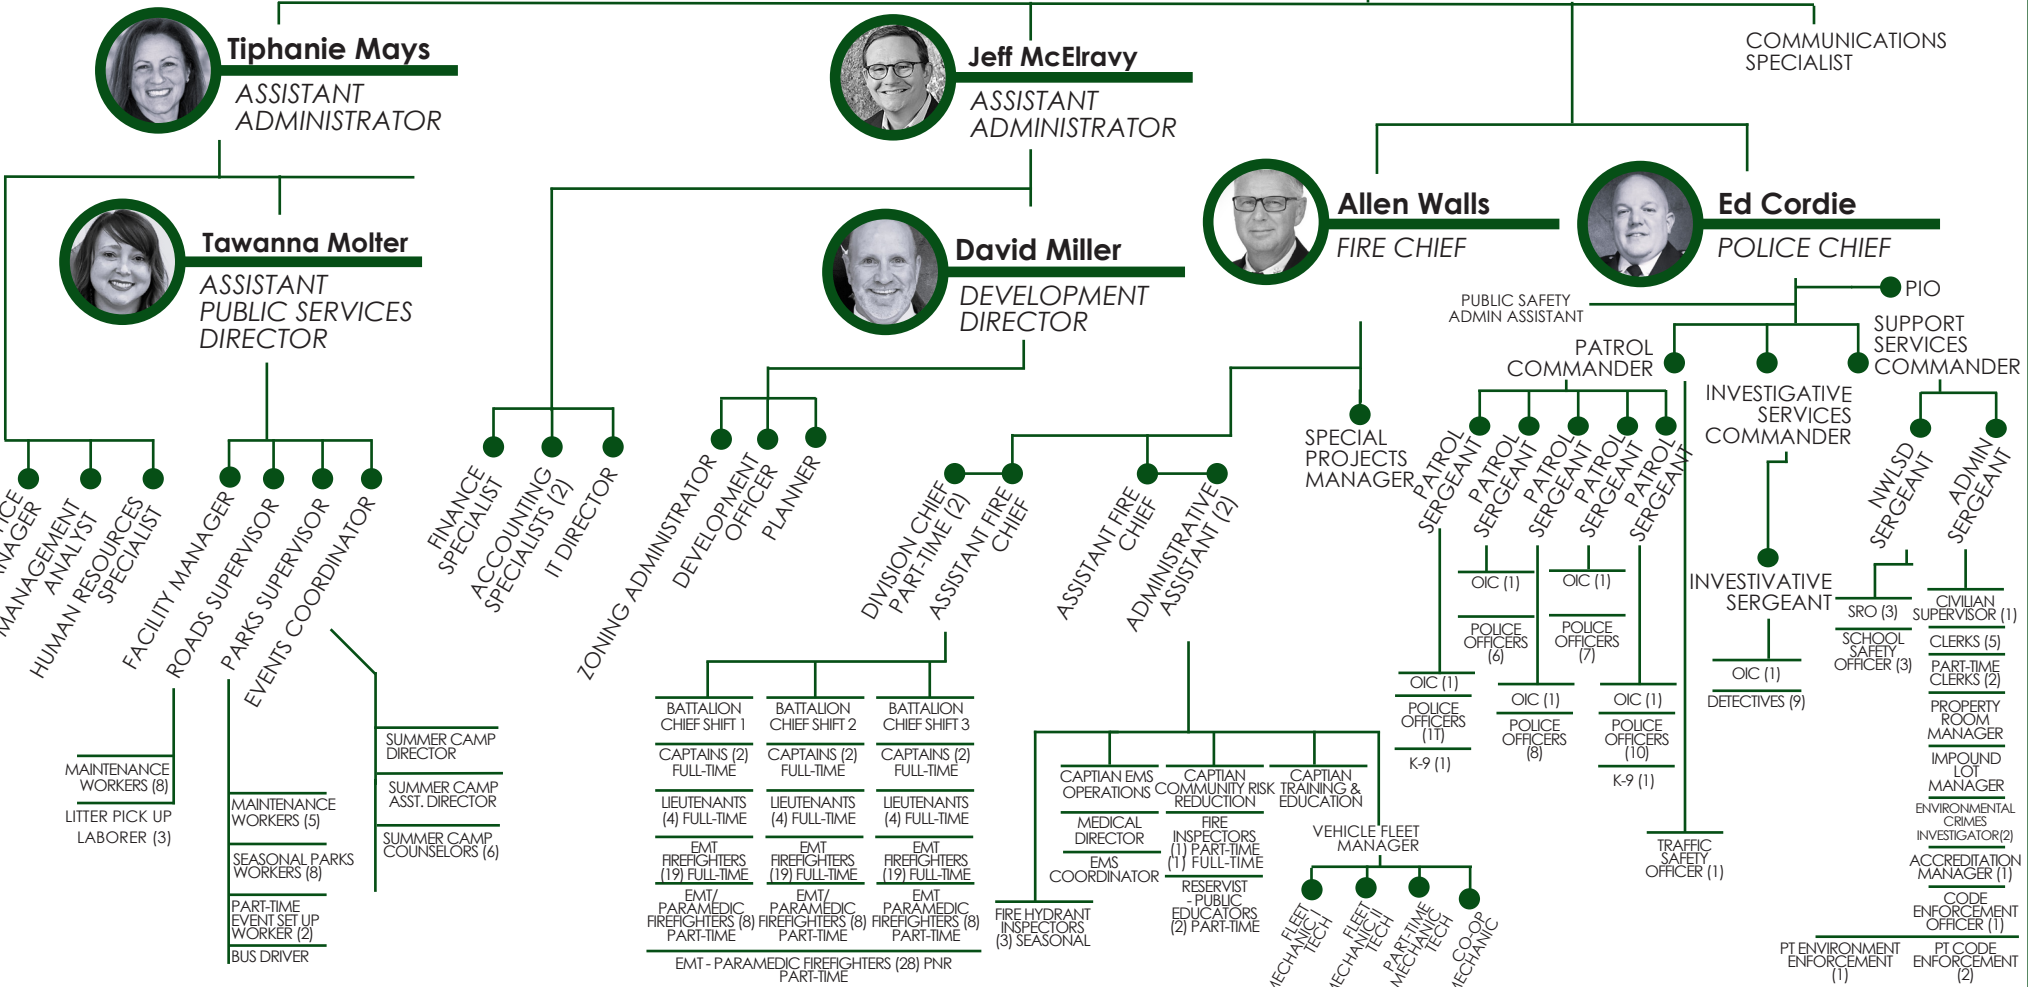 Tiphanie Mays
ASSISTANT
ADMINISTRATOR
Jeff McElravy
ASSISTANT
ADMINISTRATOR
COMMUNICATIONS
SPECIALIST
Tawanna Molter
ASSISTANT
PUBLIC SERVICES
DIRECTOR
David Miller
DEVELOPMENT
DIRECTOR
Allen Walls
FIRE CHIEF
Ed Cordie
POLICE CHIEF
MANAGEMENT
ANALYST
HUMAN RESOURCES
SPECIALIST
FACILITY MANAGER
ROADS SUPERVISOR
PARKS SUPERVISOR
EVENTS COORDINATOR
MAINTENANCE
WORKERS (8)
LITTER PICK UP
LABORER (3)
MAINTENANCE
WORKERS (5)
SEASONAL PARKS
WORKERS (8)
PART-TIME
EVENT SET UP
WORKER (2)
BUS DRIVER
SUMMER CAMP
DIRECTOR
SUMMER CAMP
ASST. DIRECTOR
SUMMER CAMP
COUNSELORS (6)
FINANCE
SPECIALIST
ACCOUNTING
SPECIALISTS (2)
IT DIRECTOR
ZONING ADMINISTRATOR
DEVELOPMENT
OFFICER
PLANNER
SPECIAL
PROJECTS
MANAGER
DIVISION CHIEF
PART-TIME (2)
ASSISTANT FIRE
CHIEF
ASSISTANT FIRE
CHIEF
ADMINISTRATIVE
ASSISTANT (2)
BATTALION
CHIEF SHIFT 1
CAPTAINS (2)
FULL-TIME
LIEUTENANTS
(4) FULL-TIME
EMT
FIREFIGHTERS
(19) FULL-TIME
EMT/
PARAMEDIC
FIREFIGHTERS (8)
PART-TIME
BATTALION
CHIEF SHIFT 2
CAPTAINS (2)
FULL-TIME
LIEUTENANTS
(4) FULL-TIME
EMT
FIREFIGHTERS
(19) FULL-TIME
EMT/
PARAMEDIC
FIREFIGHTERS (8)
PART-TIME
BATTALION
CHIEF SHIFT 3
CAPTAINS (2)
FULL-TIME
LIEUTENANTS
(4) FULL-TIME
EMT
FIREFIGHTERS
(19) FULL-TIME
EMT
PARAMEDIC
FIREFIGHTERS (8)
PART-TIME
EMT - PARAMEDIC FIREFIGHTERS (28) PNR
PART-TIME
FIRE HYDRANT
INSPECTORS
(3) SEASONAL
CAPTIAN EMS
OPERATIONS
MEDICAL
DIRECTOR
EMS
COORDINATOR
CAPTIAN
COMMUNITY RISK
REDUCTION
FIRE
INSPECTORS
(1) PART-TIME
(1) FULL-TIME
RESERVIST
- PUBLIC
EDUCATORS
(2) PART-TIME
CAPTIAN
TRAINING &
EDUCATION
VEHICLE FLEET
MANAGER
FLEET
MECHANIC I
TECH
FLEET
MECHANIC II
TECH
PART-TIME
MECHANIC
TECH
CO-OP
MECHANIC
PUBLIC SAFETY
ADMIN ASSISTANT
PIO
PATROL
COMMANDER
INVESTIGATIVE
SERVICES
COMMANDER
SUPPORT
SERVICES
COMMANDER
PATROL
SERGEANT
PATROL
SERGEANT
PATROL
SERGEANT
PATROL
SERGEANT
PATROL
SERGEANT
OIC (1)
POLICE
OFFICERS
(1T)
K-9 (1)
OIC (1)
POLICE
OFFICERS
(6)
OIC (1)
POLICE
OFFICERS
(8)
OIC (1)
POLICE
OFFICERS
(7)
OIC (1)
POLICE
OFFICERS
(10)
K-9 (1)
TRAFFIC
SAFETY
OFFICER (1)
INVESTIVATIVE
SERGEANT
OIC (1)
DETECTIVES (9)
NWLSD
SERGEANT
SRO (3)
SCHOOL
SAFETY
OFFICER (3)
ADMIN
SERGEANT
CIVILIAN
SUPERVISOR (1)
CLERKS (5)
PART-TIME
CLERKS (2)
PROPERTY
ROOM
MANAGER
IMPOUND
LOT
MANAGER
ENVIRONMENTAL
CRIMES
INVESTIGATOR(2)
ACCREDITATION
MANAGER (1)
CODE
ENFORCEMENT
OFFICER (1)
PT ENVIRONMENT
ENFORCEMENT
(1)
PT CODE
ENFORCEMENT
(2)